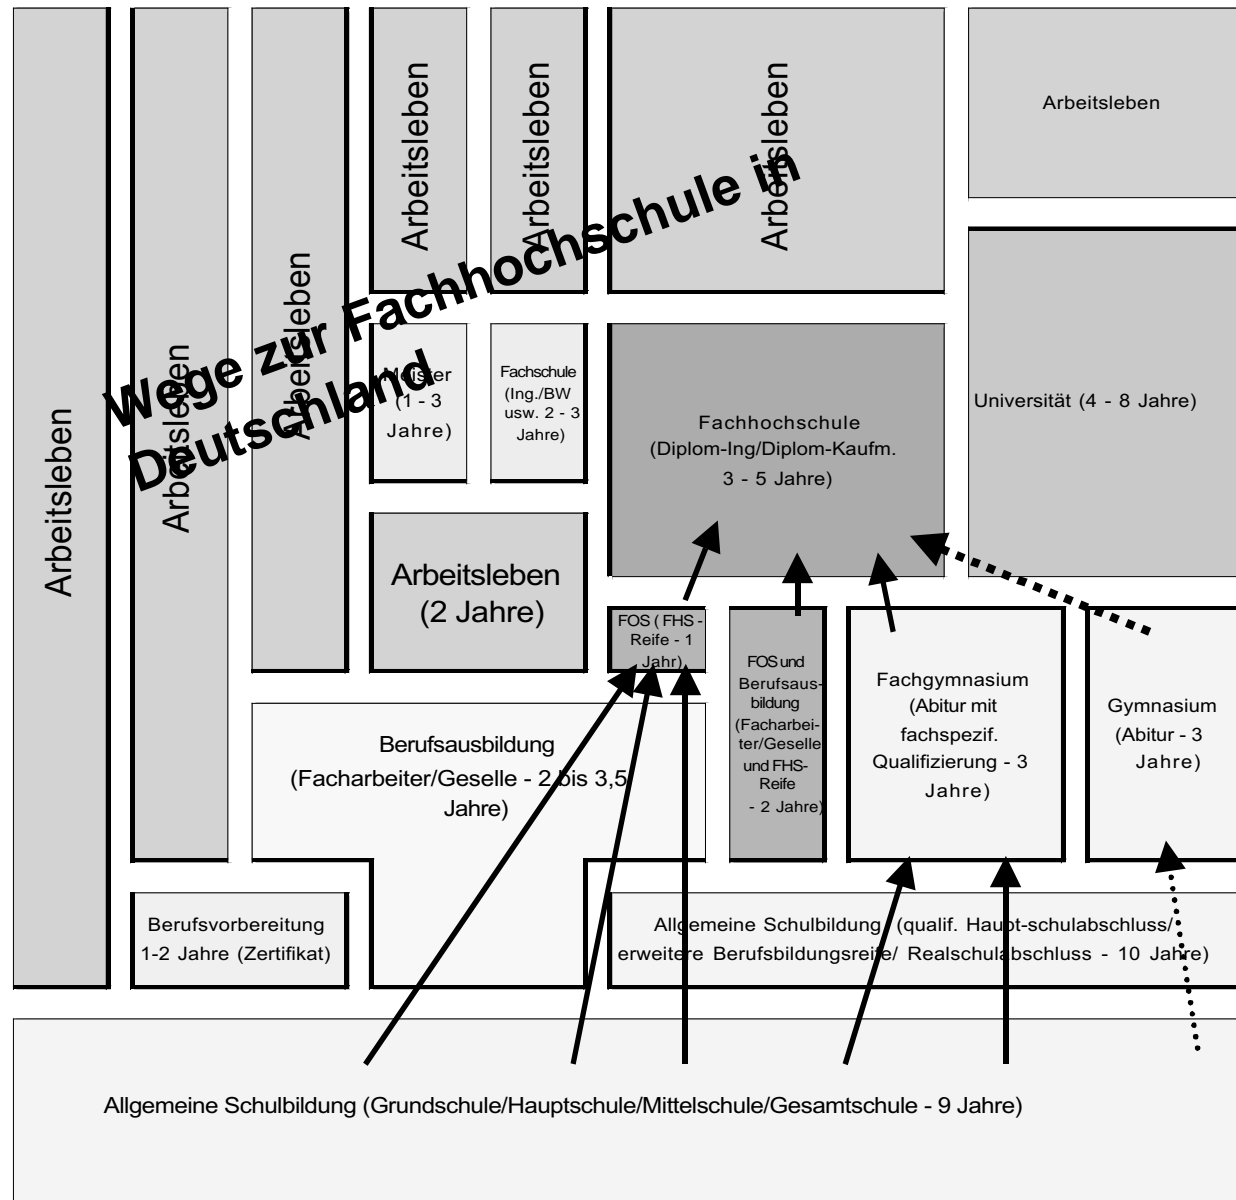 Wege zur Fachhochschule in
Deutschland
Arbeitsleben
Arbeitsleben
Arbeitsleben
Arbeitsleben
Arbeitsleben
Arbeitsleben
Arbeitsleben
Meister
(1 - 3
Jahre)
Fachschule
(Ing./BW
usw. 2 - 3
Jahre)
Fachhochschule
(Diplom-Ing/Diplom-Kaufm.
3 - 5 Jahre)
Universität (4 - 8 Jahre)
Arbeitsleben
(2 Jahre)
FOS ( FHS -
Reife - 1
Jahr)
FOS und
Berufsaus-
bildung
(Facharbei-
ter/Geselle
und FHS-
Reife
- 2 Jahre)
Fachgymnasium
(Abitur mit
fachspezif.
Qualifizierung - 3
Jahre)
Gymnasium
(Abitur - 3
Jahre)
Berufsausbildung
(Facharbeiter/Geselle - 2 bis 3,5
Jahre)
Berufsvorbereitung
1-2 Jahre (Zertifikat)
Allgemeine Schulbildung (qualif. Haupt-schulabschluss/
erweitere Berufsbildungsreife/ Realschulabschluss - 10 Jahre)
Allgemeine Schulbildung (Grundschule/Hauptschule/Mittelschule/Gesamtschule - 9 Jahre)